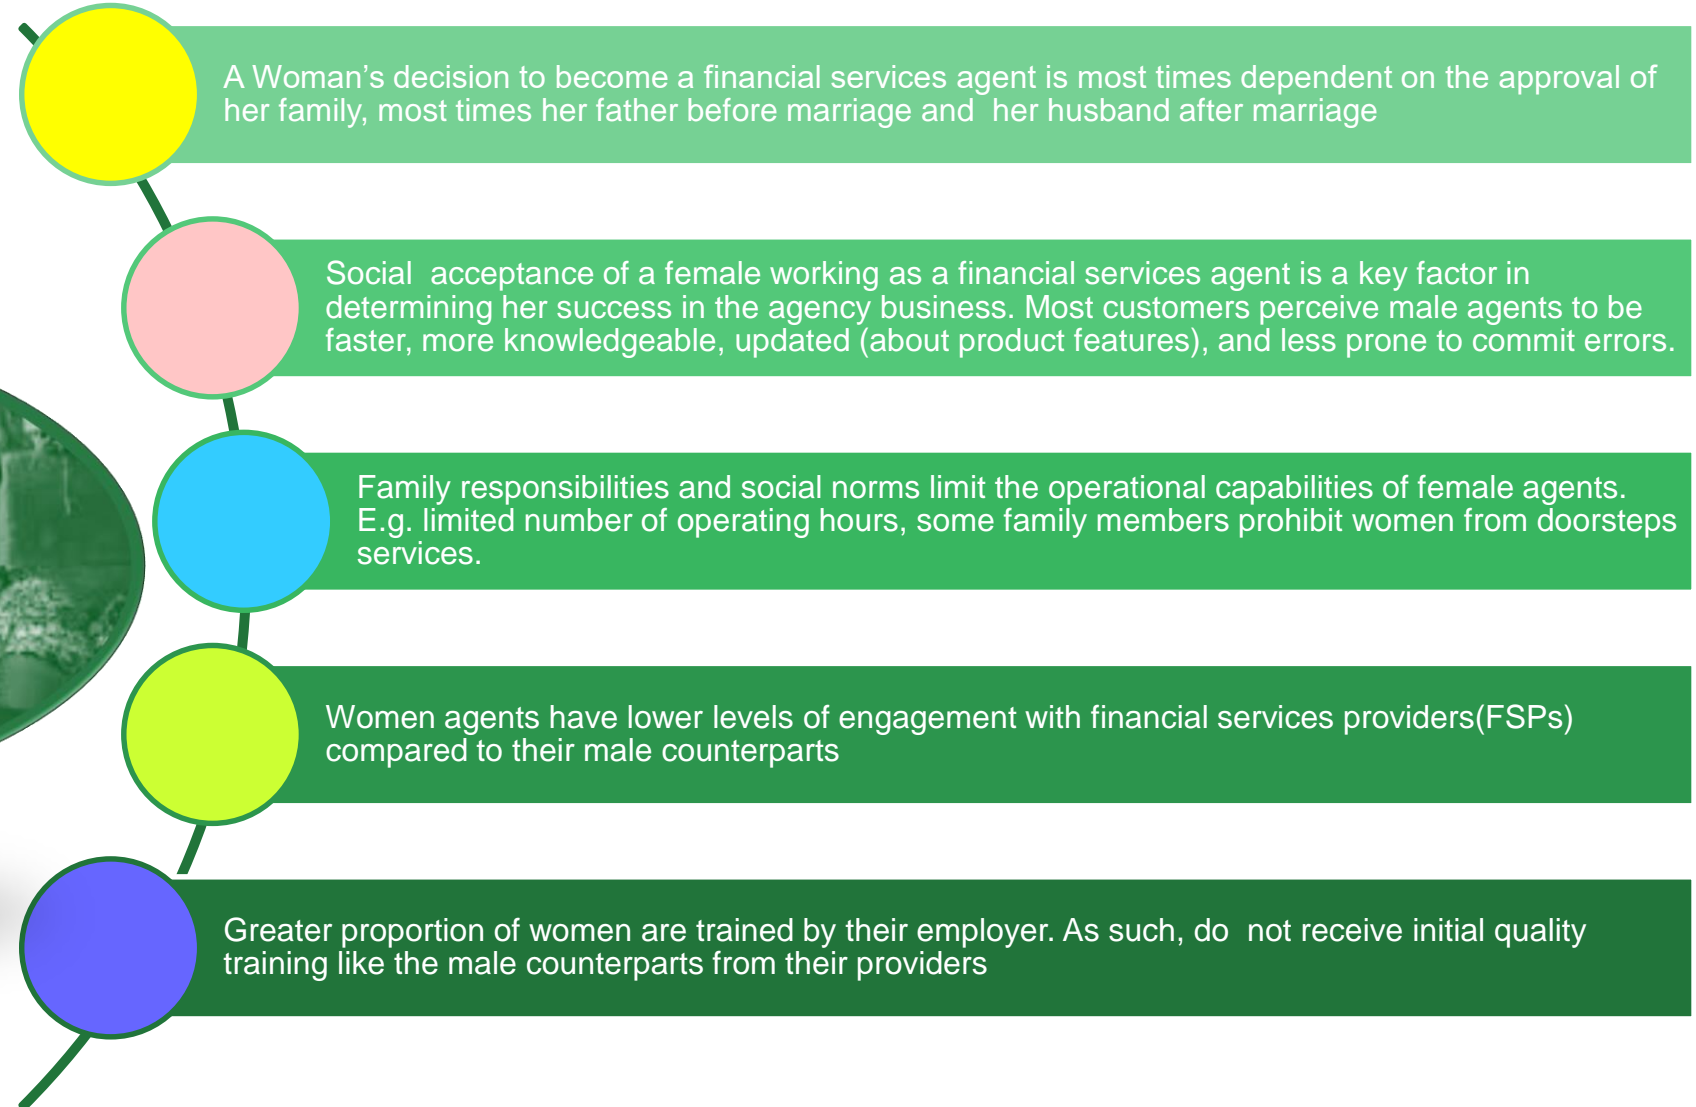 A Woman’s decision to become a financial services agent is most times dependent on the approval of
her family, most times her father before marriage and  her husband after marriage
Social  acceptance of a female working as a financial services agent is a key factor in
determining her success in the agency business. Most customers perceive male agents to be
faster, more knowledgeable, updated (about product features), and less prone to commit errors.
Family responsibilities and social norms limit the operational capabilities of female agents.
E.g. limited number of operating hours, some family members prohibit women from doorsteps
services.
Women agents have lower levels of engagement with financial services providers(FSPs)
compared to their male counterparts
Greater proportion of women are trained by their employer. As such, do  not receive initial quality
training like the male counterparts from their providers